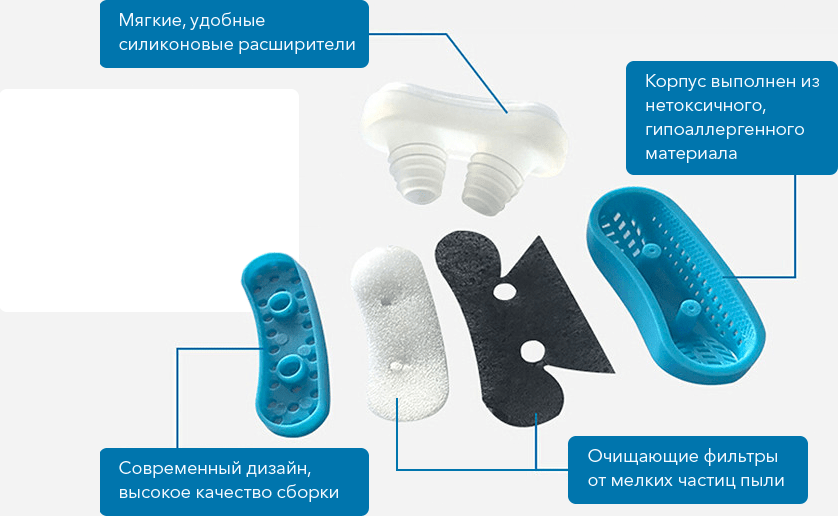 Мягкие, удобные
силиконовые расширители
Корпус выполнен из
нетоксичного,
гипоаллергенного
материала
Современный дизайн,
высокое качество сборки
Очищающие фильтры
от мелких частиц пыли